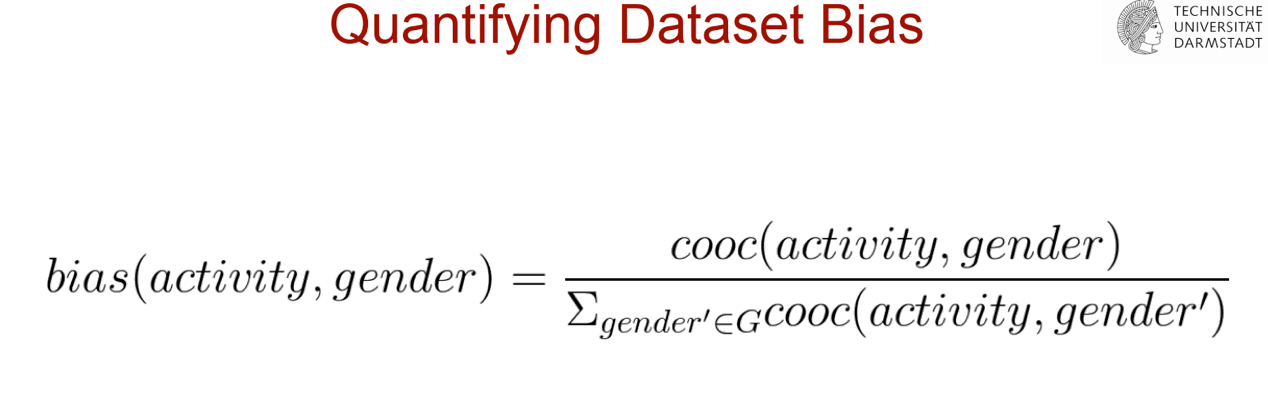 Quantifying Dataset Bias
TECHNISCHE
UNIVERSITÄT
DARMSTADT
bias(activity, gender) = cooc(activity, gender) / Σ_{gender′∈G} cooc(activity, gender′)